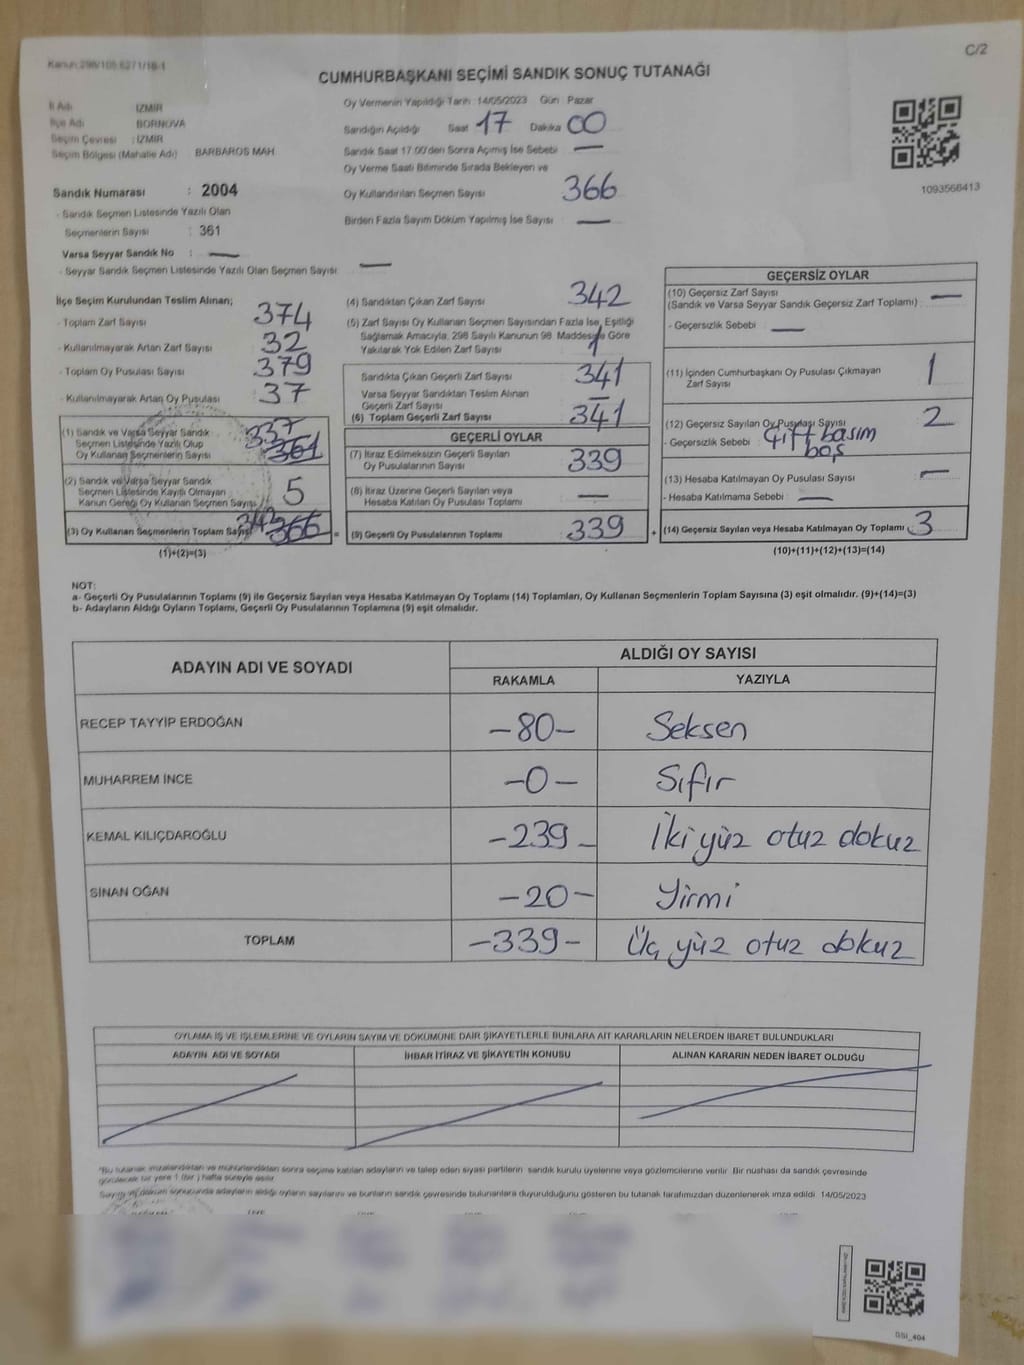 Kanun:298/105.6271/18-1
C/2
CUMHURBAŞKANI SEÇİMİ SANDIK SONUÇ TUTANAĞI
İl Adı : İZMİR
İlçe Adı : BORNOVA
Seçim Çevresi : İZMİR
Seçim Bölgesi (Mahalle Adı) BARBAROS MAH.
Sandık Numarası : 2004
- Sandık Seçmen Listesinde Yazılı Olan
Seçmenlerin Sayısı : 361
Varsa Seyyar Sandık No : —
- Seyyar Sandık Seçmen Listesinde Yazılı Olan Seçmen Sayısı: —
Oy Vermenin Yapıldığı Tarih : 14/05/2023 Gün : Pazar
Sandığın Açıldığı Saat 17 Dakika 00
Sandık Saat 17.00'den Sonra Açımış İse Sebebi —
Oy Verme Saati Bitiminde Sırada Bekleyen ve
Oy Kullandırılan Seçmen Sayısı 366
Birden Fazla Sayım Döküm Yapılmış İse Sayısı —
1093566413
İlçe Seçim Kurulundan Teslim Alınan;
- Toplam Zarf Sayısı 374
- Kullanılmayarak Artan Zarf Sayısı 32
- Toplam Oy Pusulası Sayısı 379
- Kullanılmayarak Artan Oy Pusulası 37
(1) Sandık ve Varsa Seyyar Sandık
Seçmen Listesinde Yazılı Olup
Oy Kullanan Seçmenlerin Sayısı 337 361
(2) Sandık ve Varsa Seyyar Sandık
Seçmen Listesinde Kayıtlı Olmayan
Kanun Gereği Oy Kullanan Seçmen Sayısı 5
(3) Oy Kullanan Seçmenlerin Toplam Sayısı 342 366
(1)+(2)=(3)
(4) Sandıktan Çıkan Zarf Sayısı 342
(5) Zarf Sayısı Oy Kullanan Seçmen Sayısından Fazla İse, Eşitliği
Sağlamak Amacıyla, 298 Sayılı Kanunun 98. Maddesine Göre
Yakılarak Yok Edilen Zarf Sayısı 1
Sandıkta Çıkan Geçerli Zarf Sayısı 341
Varsa Seyyar Sandıktan Teslim Alınan
Geçerli Zarf Sayısı —
(6) Toplam Geçerli Zarf Sayısı 341
GEÇERLİ OYLAR
(7) İtiraz Edilmeksizin Geçerli Sayılan
Oy Pusulalarının Sayısı 339
(8) İtiraz Üzerine Geçerli Sayılan veya
Hesaba Katılan Oy Pusulası Toplamı —
= (9) Geçerli Oy Pusulalarının Toplamı 339 +
GEÇERSİZ OYLAR
(10) Geçersiz Zarf Sayısı
(Sandık ve Varsa Seyyar Sandık Geçersiz Zarf Toplamı) —
- Geçersizlik Sebebi : —
(11) İçinden Cumhurbaşkanı Oy Pusulası Çıkmayan
Zarf Sayısı 1
(12) Geçersiz Sayılan Oy Pusulası Sayısı 2
- Geçersizlik Sebebi : Çift basım
boş
(13) Hesaba Katılmayan Oy Pusulası Sayısı —
- Hesaba Katılmama Sebebi : —
(14) Geçersiz Sayılan veya Hesaba Katılmayan Oy Toplamı : 3
(10)+(11)+(12)+(13)=(14)
NOT:
a- Geçerli Oy Pusulalarının Toplamı (9) ile Geçersiz Sayılan veya Hesaba Katılmayan Oy Toplamı (14) Toplamları, Oy Kullanan Seçmenlerin Toplam Sayısına (3) eşit olmalıdır. (9)+(14)=(3)
b- Adayların Aldığı Oyların Toplamı, Geçerli Oy Pusulalarının Toplamına (9) eşit olmalıdır.
ADAYIN ADI VE SOYADI
ALDIĞI OY SAYISI
RAKAMLA YAZIYLA
RECEP TAYYİP ERDOĞAN -80- Seksen
MUHARREM İNCE -0- Sıfır
KEMAL KILIÇDAROĞLU -239- İki yüz otuz dokuz
SİNAN OĞAN -20- Yirmi
TOPLAM -339- Üç yüz otuz dokuz
OYLAMA İŞ VE İŞLEMLERİNE VE OYLARIN SAYIM VE DÖKÜMÜNE DAİR ŞİKAYETLERLE BUNLARA AİT KARARLARIN NELERDEN İBARET BULUNDUKLARI
ADAYIN ADI VE SOYADI İHBAR İTİRAZ VE ŞİKAYETİN KONUSU ALINAN KARARIN NEDEN İBARET OLDUĞU
*Bu tutanak imzalandıktan ve mühürlendikten sonra seçime katılan adayların ve talep eden siyasi partilerin sandık kurulu üyelerine veya gözlemcilerine verilir. Bir nüshası da sandık çevresinde
görülecek bir yere 1 (bir) hafta süreyle asılır.
Sayım ve döküm sonucunda adayların aldığı oyların sayılarını ve bunların sandık çevresinde bulunanlara duyurulduğunu gösteren bu tutanak tarafımızdan düzenlenerek imza edildi. 14/05/2023
SSI_404